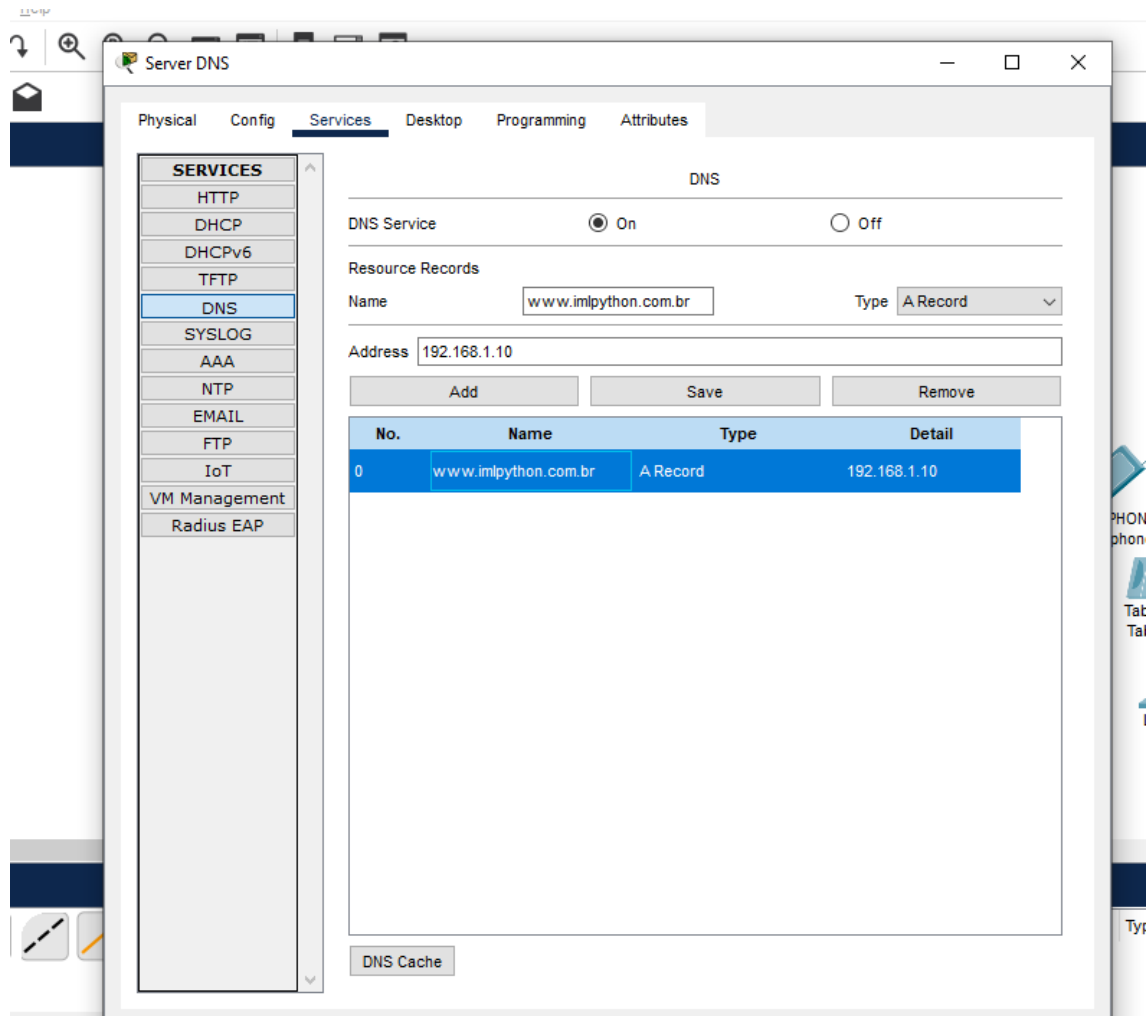 Help
Server DNS
Physical Config Services Desktop Programming Attributes
SERVICES
HTTP
DHCP
DHCPv6
TFTP
DNS
SYSLOG
AAA
NTP
EMAIL
FTP
IoT
VM Management
Radius EAP
DNS
DNS Service On Off
Resource Records
Name www.imlpython.com.br Type A Record
Address 192.168.1.10
Add Save Remove
No. Name Type Detail
0 www.imlpython.com.br A Record 192.168.1.10
DNS Cache